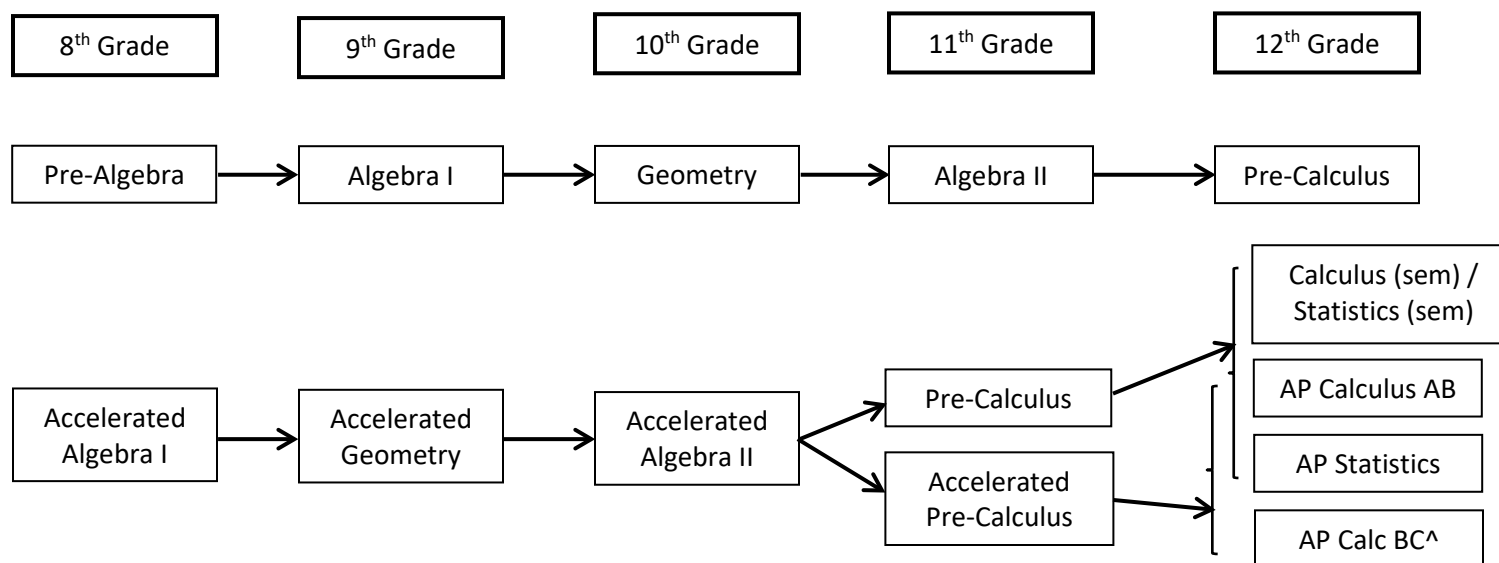 8th Grade
9th Grade
10th Grade
11th Grade
12th Grade
Pre-Algebra
Algebra I
Geometry
Algebra II
Pre-Calculus
Calculus (sem) /
Statistics (sem)
Accelerated
Algebra I
Accelerated
Geometry
Accelerated
Algebra II
Pre-Calculus
Accelerated
Pre-Calculus
AP Calculus AB
AP Statistics
AP Calc BC^